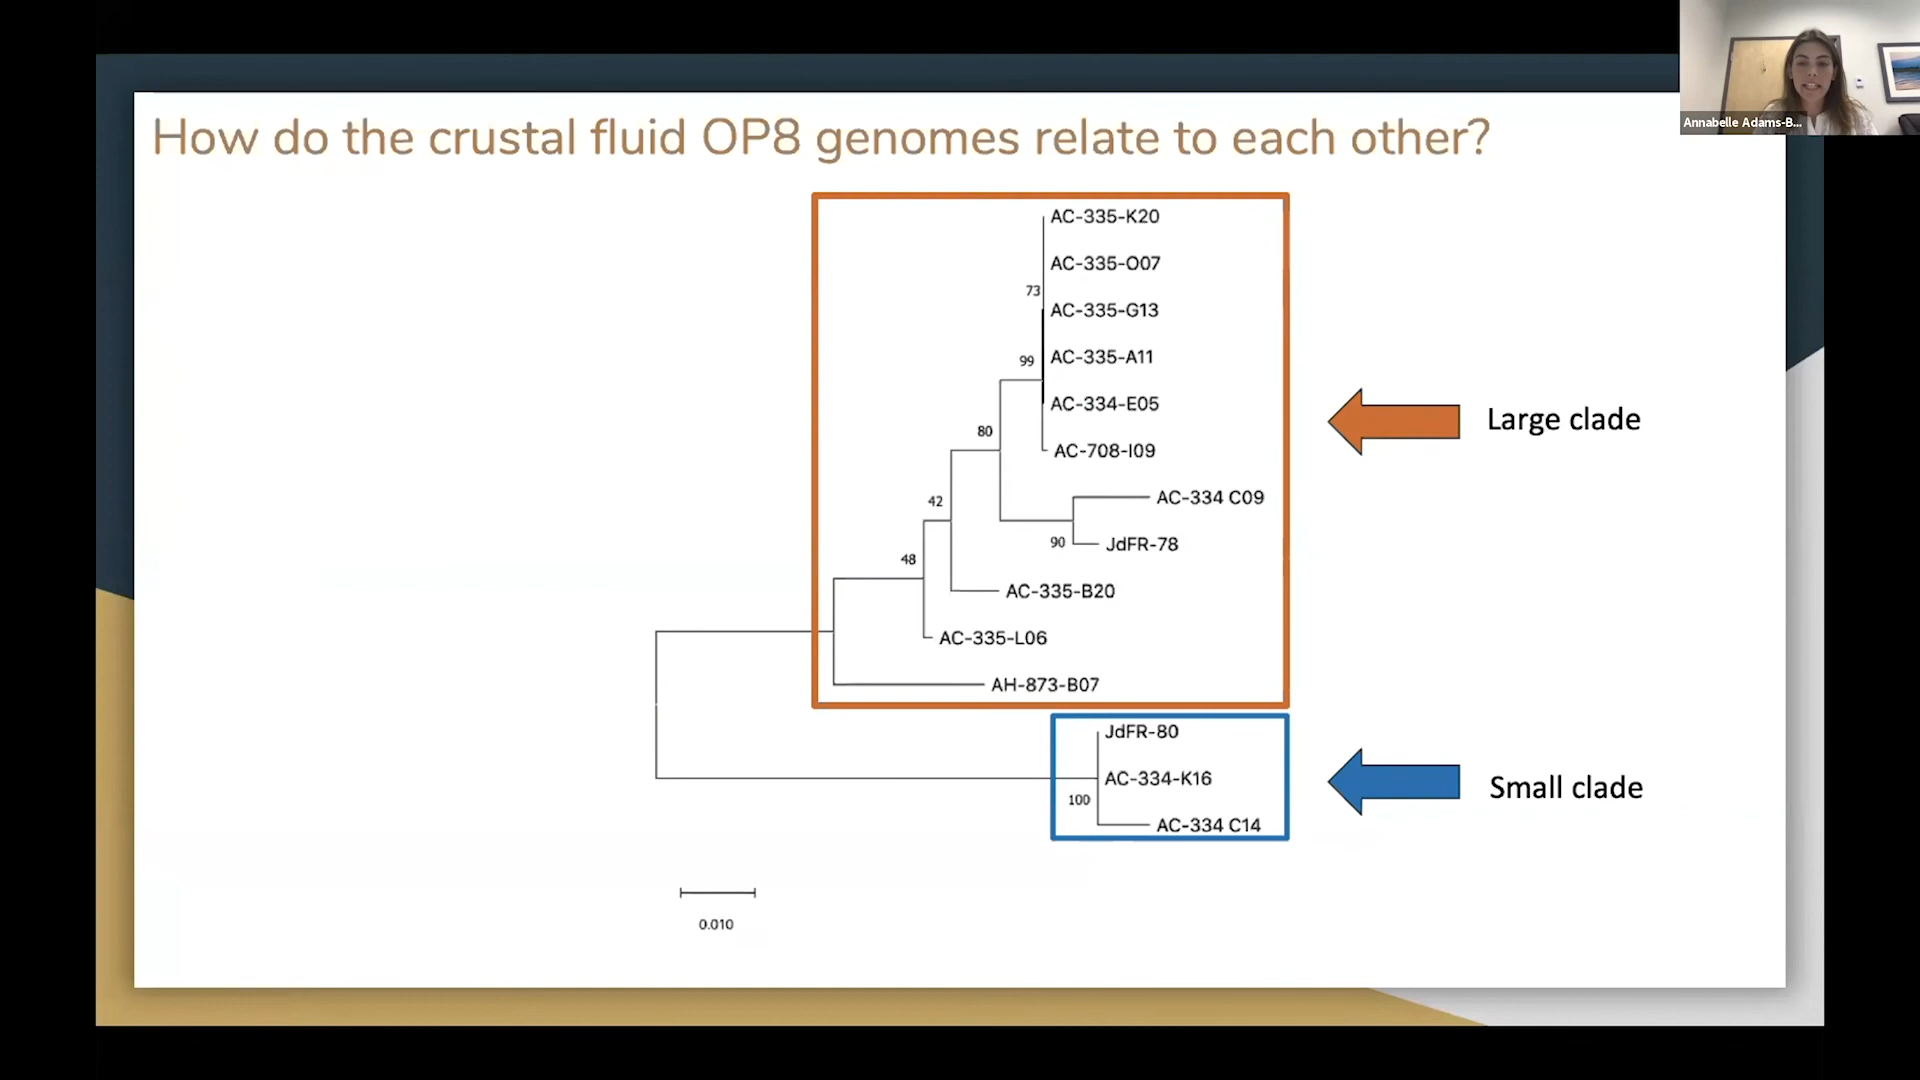 Annabelle Adams-B...
How do the crustal fluid OP8 genomes relate to each other?
AC-335-K20
AC-335-O07
73
AC-335-G13
99
AC-335-A11
AC-334-E05
80
AC-708-I09
AC-334 C09
42
90
JdFR-78
48
AC-335-B20
AC-335-L06
AH-873-B07
Large clade
JdFR-80
AC-334-K16
100
AC-334 C14
Small clade
0.010